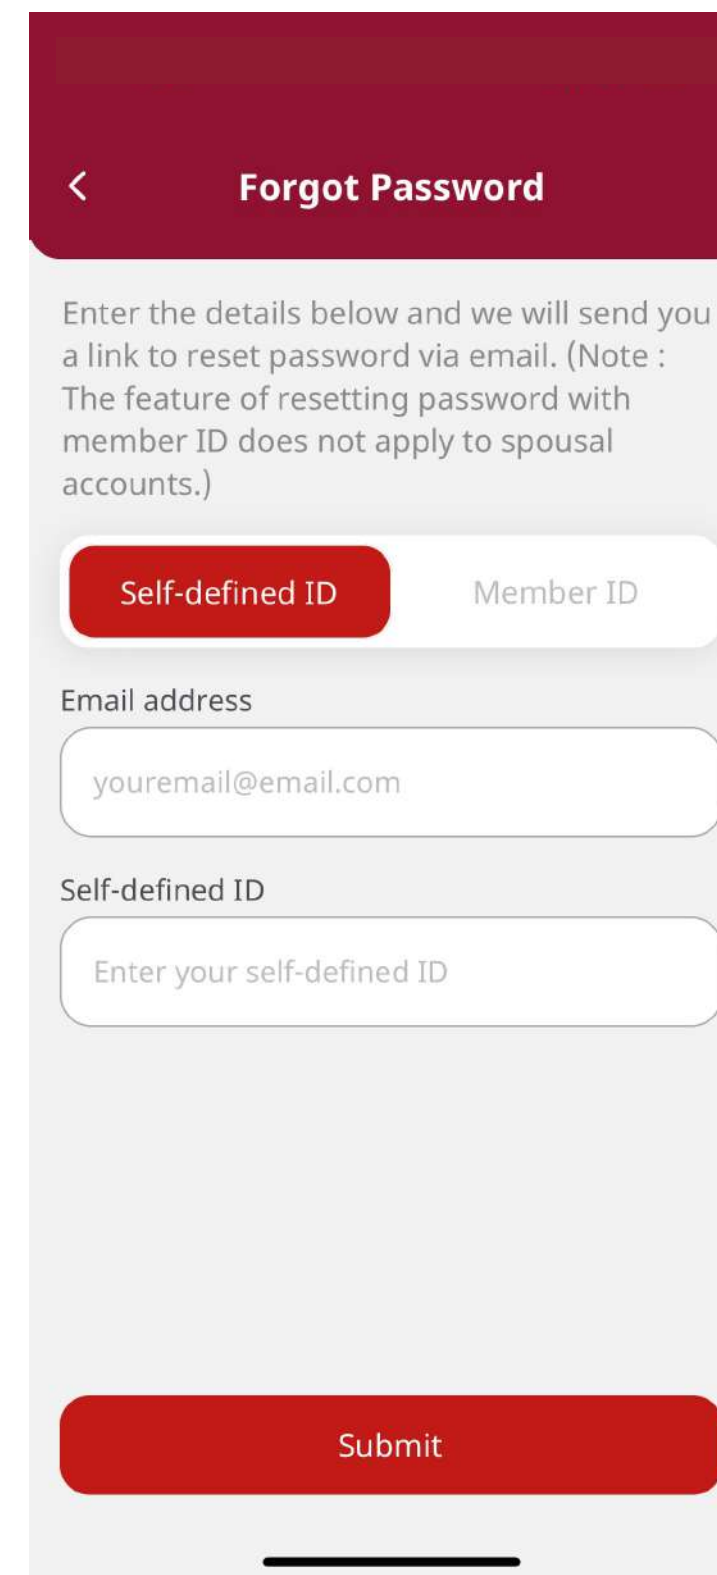 Forgot Password
Enter the details below and we will send you
a link to reset password via email. (Note :
The feature of resetting password with
member ID does not apply to spousal
accounts.)
Self-defined ID
Member ID
Email address
youremail@email.com
Self-defined ID
Enter your self-defined ID
Submit